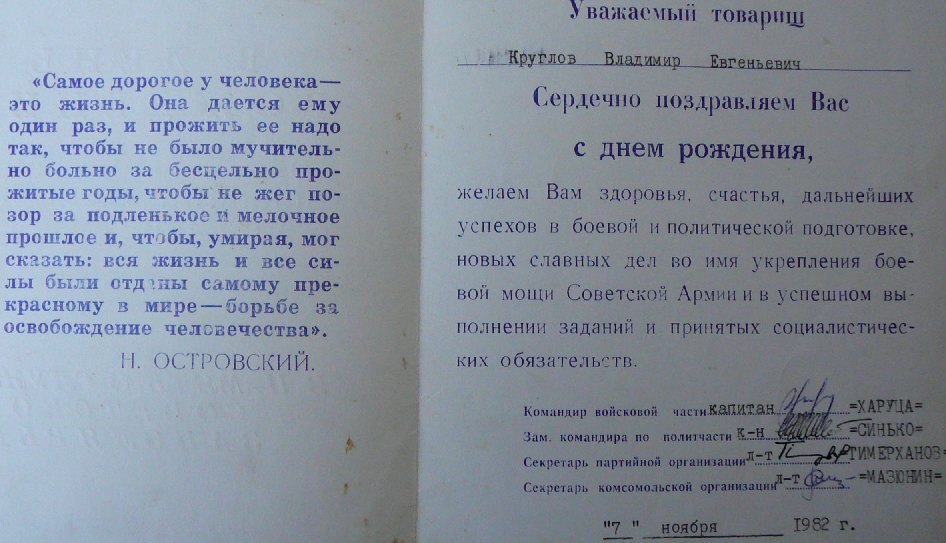 «Самое дорогое у человека—
это жизнь. Она дается ему
один раз, и прожить ее надо
так, чтобы не было мучитель-
но больно за бесцельно про-
житые годы, чтобы не жег по-
зор за подленькое и мелочное
прошлое и, чтобы, умирая, мог
сказать: вся жизнь и все си-
лы были отданы самому пре-
красному в мире—борьбе за
освобождение человечества».
Н. ОСТРОВСКИЙ.
Уважаемый товарищ
Круглов Владимир Евгеньевич
Сердечно поздравляем Вас
с днем рождения,
желаем Вам здоровья, счастья, дальнейших
успехов в боевой и политической подготовке,
новых славных дел во имя укрепления бое-
вой мощи Советской Армии и в успешном вы-
полнении заданий и принятых социалистичес-
ких обязательств.
Командир войсковой части капитан =ХАРУЦА=
Зам. командира по политчасти к-н =СИНЬКО=
Секретарь партийной организации л-т ТИМЕРХАНОВ=
Секретарь комсомольской организации л-т =МАЗЮНИН=
"7" ноября 1982 г.